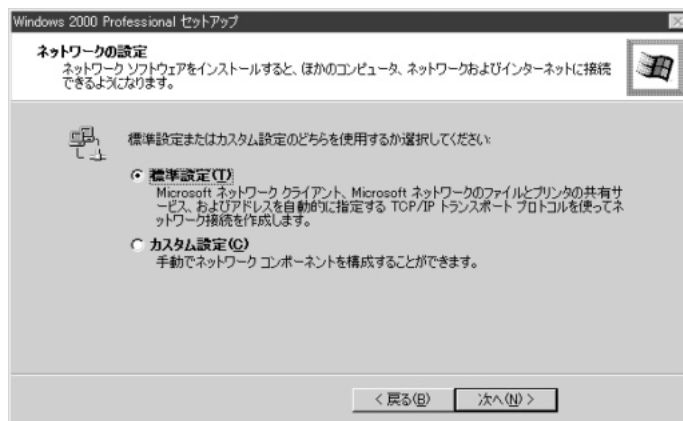 Windows 2000 Professional セットアップ
ネットワークの設定
ネットワーク ソフトウェアをインストールすると、ほかのコンピュータ、ネットワークおよびインターネットに接続
できるようになります。
標準設定またはカスタム設定のどちらを使用するか選択してください:
標準設定(T)
Microsoft ネットワーク クライアント、Microsoft ネットワークのファイルとプリンタの共有サ
ービス、およびアドレスを自動的に指定する TCP/IP トランスポート プロトコルを使ってネ
ットワーク接続を作成します。
カスタム設定(C)
手動でネットワーク コンポーネントを構成することができます。
< 戻る(B)
次へ(N) >